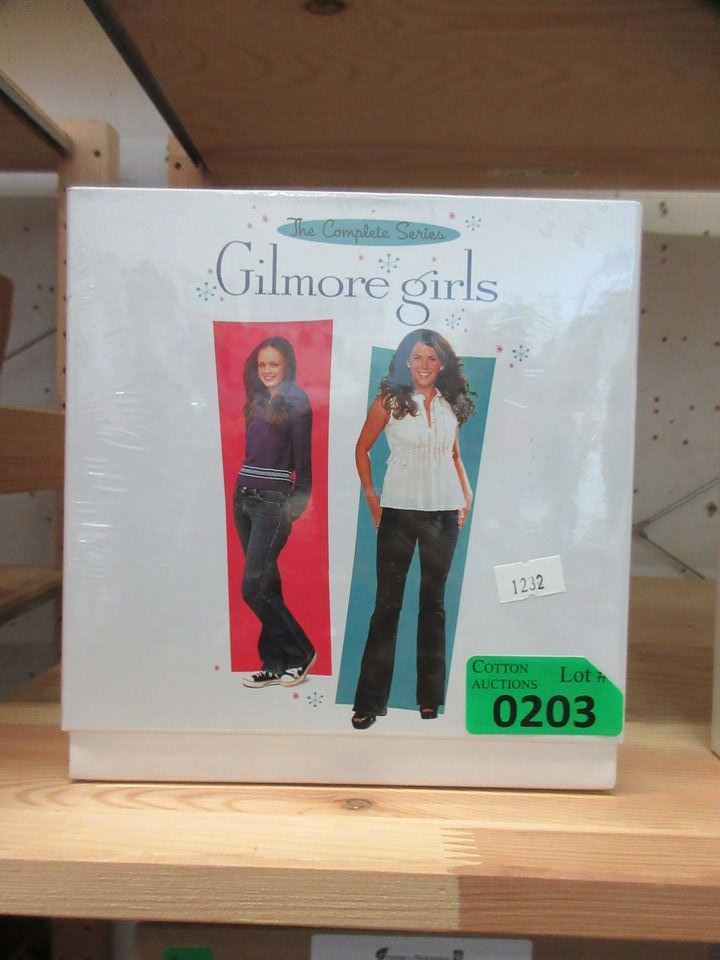 The Complete Series
Gilmore girls
1232
COTTON
AUCTIONS
Lot #
0203